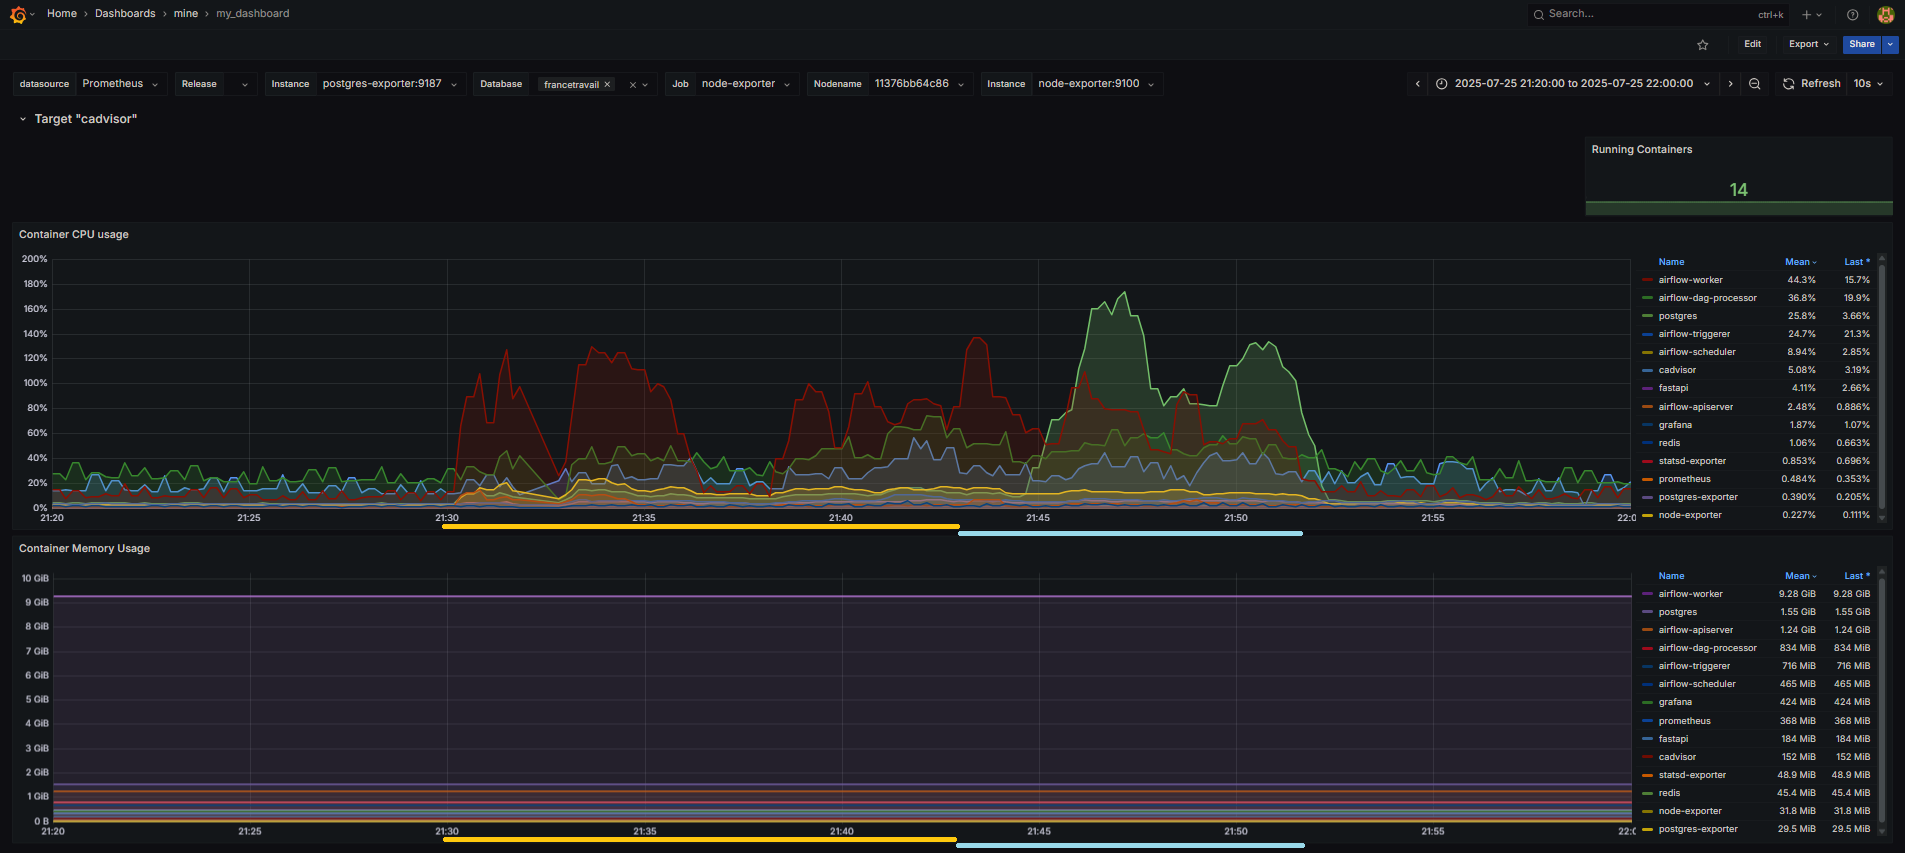 Home › Dashboards › mine › my_dashboard
Search... ctrl+k
Edit Export Share
datasource Prometheus Release Instance postgres-exporter:9187 Database francetravail Job node-exporter Nodename 11376bb64c86 Instance node-exporter:9100 2025-07-25 21:20:00 to 2025-07-25 22:00:00 Refresh 10s
Target "cadvisor"
Running Containers
14
Container CPU usage
200%
180%
160%
140%
120%
100%
80%
60%
40%
20%
0%
21:20 21:25 21:30 21:35 21:40 21:45 21:50 21:55 22:0
Name Mean Last *
airflow-worker 44.3% 15.7%
airflow-dag-processor 36.8% 19.9%
postgres 25.8% 3.66%
airflow-triggerer 24.7% 21.3%
airflow-scheduler 8.94% 2.85%
cadvisor 5.08% 3.19%
fastapi 4.11% 2.66%
airflow-apiserver 2.48% 0.886%
grafana 1.87% 1.07%
redis 1.06% 0.663%
statsd-exporter 0.853% 0.696%
prometheus 0.484% 0.353%
postgres-exporter 0.390% 0.205%
node-exporter 0.227% 0.111%
Container Memory Usage
10 GiB
9 GiB
8 GiB
7 GiB
6 GiB
5 GiB
4 GiB
3 GiB
2 GiB
1 GiB
0 B
21:20 21:25 21:30 21:35 21:40 21:45 21:50 21:55 22:0
Name Mean Last *
airflow-worker 9.28 GiB 9.28 GiB
postgres 1.55 GiB 1.55 GiB
airflow-apiserver 1.24 GiB 1.24 GiB
airflow-dag-processor 834 MiB 834 MiB
airflow-triggerer 716 MiB 716 MiB
airflow-scheduler 465 MiB 465 MiB
grafana 424 MiB 424 MiB
prometheus 368 MiB 368 MiB
fastapi 184 MiB 184 MiB
cadvisor 152 MiB 152 MiB
statsd-exporter 48.9 MiB 48.9 MiB
redis 45.4 MiB 45.4 MiB
node-exporter 31.8 MiB 31.8 MiB
postgres-exporter 29.5 MiB 29.5 MiB